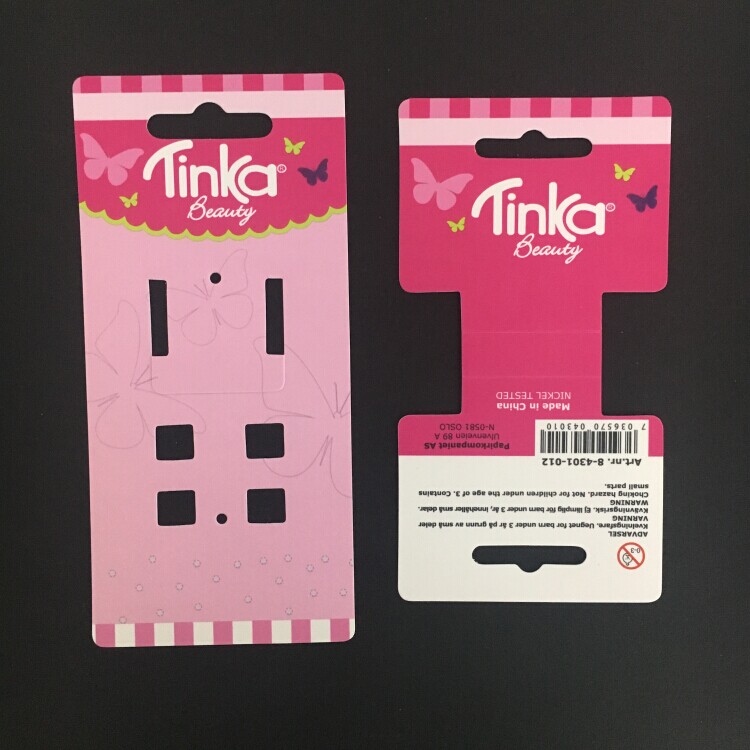 Tinka®
Beauty
Tinka®
Beauty
Made in China
NICKEL TESTED
7 036570 043010
Papirkompaniet AS
Ulvenveien 89 A
N-0581 OSLO
Art.nr. 8-4301-012
ADVARSEL
Kvelningsfare. Uegnet for barn under 3 år på grunn av små deler
VARNING
Kvävningsrisk. Ej lämplig för barn under 3 år, innehåller små delar.
WARNING
Choking hazard. Not for children under the age of 3. Contains
small parts.
0-3